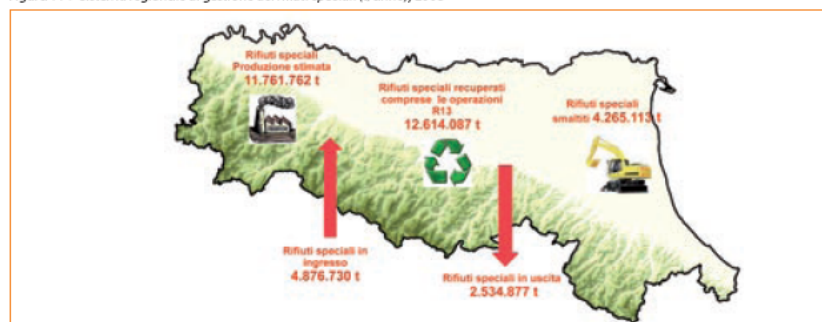 Rifiuti speciali
Produzione stimata
11.761.762 t
Rifiuti speciali recuperati
comprese le operazioni
R13
12.614.087 t
Rifiuti speciali
smaltiti 4.265.113 t
Rifiuti speciali in
ingresso
4.876.730 t
Rifiuti speciali in uscita
2.534.877 t